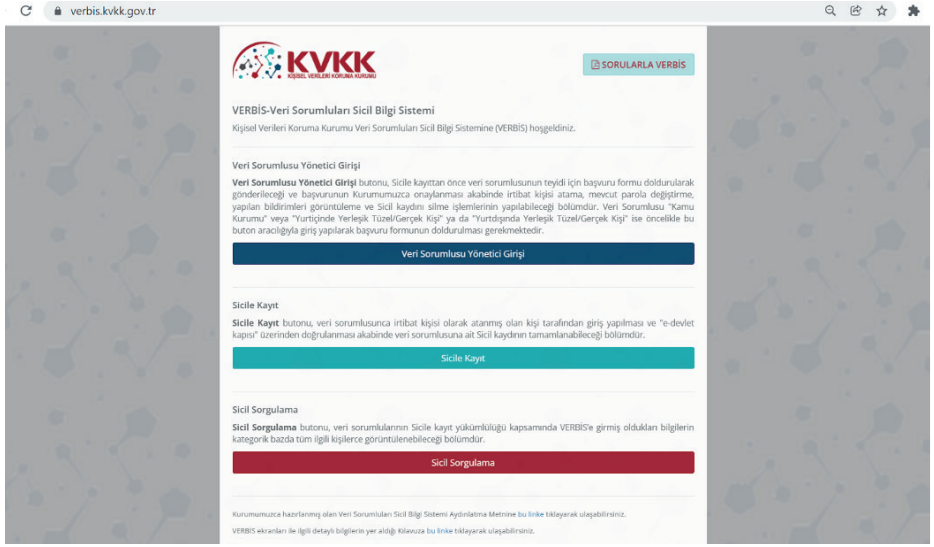 verbis.kvkk.gov.tr
KVKK
KİŞİSEL VERİLERİ KORUMA KURUMU
SORULARLA VERBİS
VERBİS-Veri Sorumluları Sicil Bilgi Sistemi
Kişisel Verileri Koruma Kurumu Veri Sorumluları Sicil Bilgi Sistemine (VERBİS) hoşgeldiniz.
Veri Sorumlusu Yönetici Girişi
Veri Sorumlusu Yönetici Girişi butonu, Sicile kayıttan önce veri sorumlusunun teyidi için başvuru formu doldurularak
gönderileceği ve başvurunun Kurumumuzca onaylanması akabinde irtibat kişisi atama, mevcut parola değiştirme,
yapılan bildirimleri görüntüleme ve Sicil kaydını silme işlemlerinin yapılabileceği bölümdür. Veri Sorumlusu "Kamu
Kurumu" veya "Yurtiçinde Yerleşik Tüzel/Gerçek Kişi" ya da "Yurtdışında Yerleşik Tüzel/Gerçek Kişi" ise öncelikle bu
buton aracılığıyla giriş yapılarak başvuru formunun doldurulması gerekmektedir.
Veri Sorumlusu Yönetici Girişi
Sicile Kayıt
Sicile Kayıt butonu, veri sorumlusunca irtibat kişisi olarak atanmış olan kişi tarafından giriş yapılması ve "e-devlet
kapısı" üzerinden doğrulanması akabinde veri sorumlusuna ait Sicil kaydının tamamlanabileceği bölümdür.
Sicile Kayıt
Sicil Sorgulama
Sicil Sorgulama butonu, veri sorumlularının Sicile kayıt yükümlülüğü kapsamında VERBİS'e girmiş oldukları bilgilerin
kategorik bazda tüm ilgili kişilerce görüntülenebileceği bölümdür.
Sicil Sorgulama
Kurumumuzca hazırlanmış olan Veri Sorumluları Sicil Bilgi Sistemi Aydınlatma Metnine bu linke tıklayarak ulaşabilirsiniz.
VERBİS ekranları ile ilgili detaylı bilgilerin yer aldığı Kılavuza bu linke tıklayarak ulaşabilirsiniz.